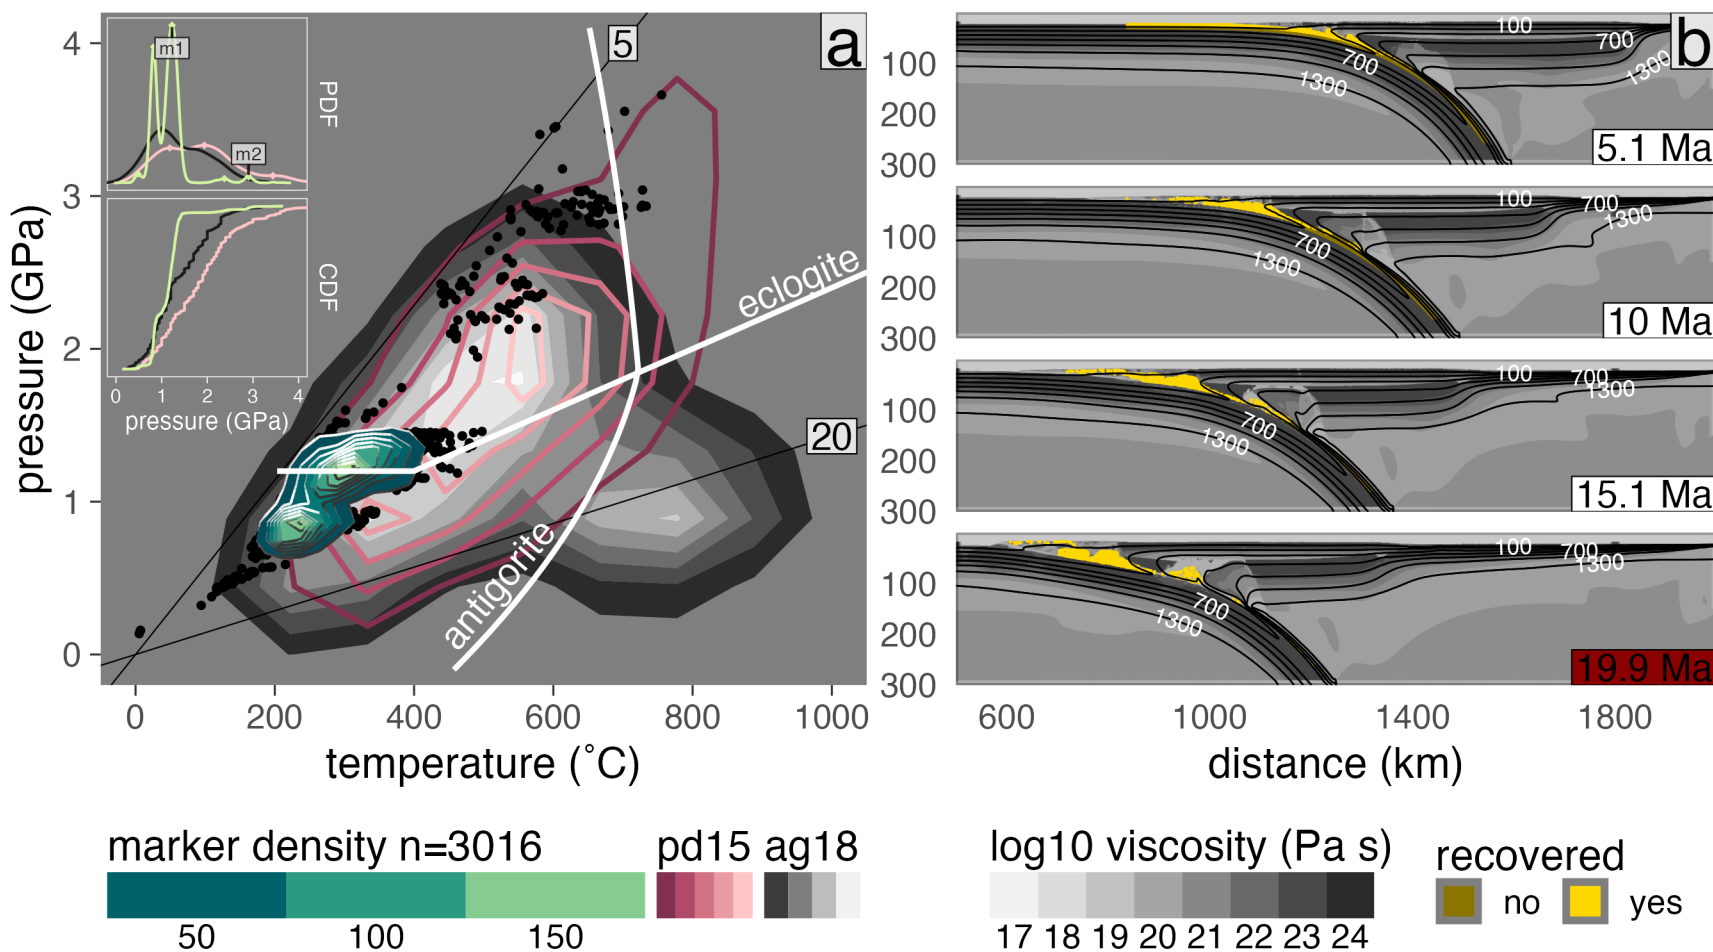 a
5
20
eclogite
antigorite
m1
m2
PDF
CDF
0 1 2 3 4
pressure (GPa)
4
3
2
1
0
pressure (GPa)
0 200 400 600 800 1000
temperature (˚C)
b
100
700
1300
700
1300
100
200
300
5.1 Ma
100
700
1300
700
1300
100
200
300
10 Ma
100
700
1300
700
1300
100
200
300
15.1 Ma
100
700
1300
700
1300
100
200
300
19.9 Ma
600 1000 1400 1800
distance (km)
marker density n=3016
50 100 150
pd15 ag18
log10 viscosity (Pa s)
17 18 19 20 21 22 23 24
recovered
no yes